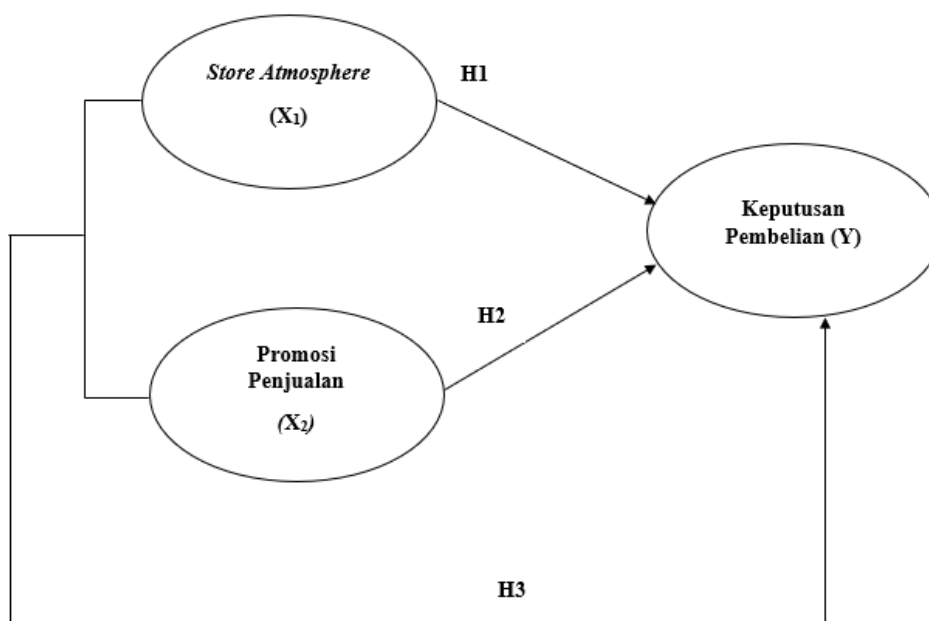 Store Atmosphere
(X₁)
H1
Keputusan
Pembelian (Y)
H2
Promosi
Penjualan
(X₂)
H3